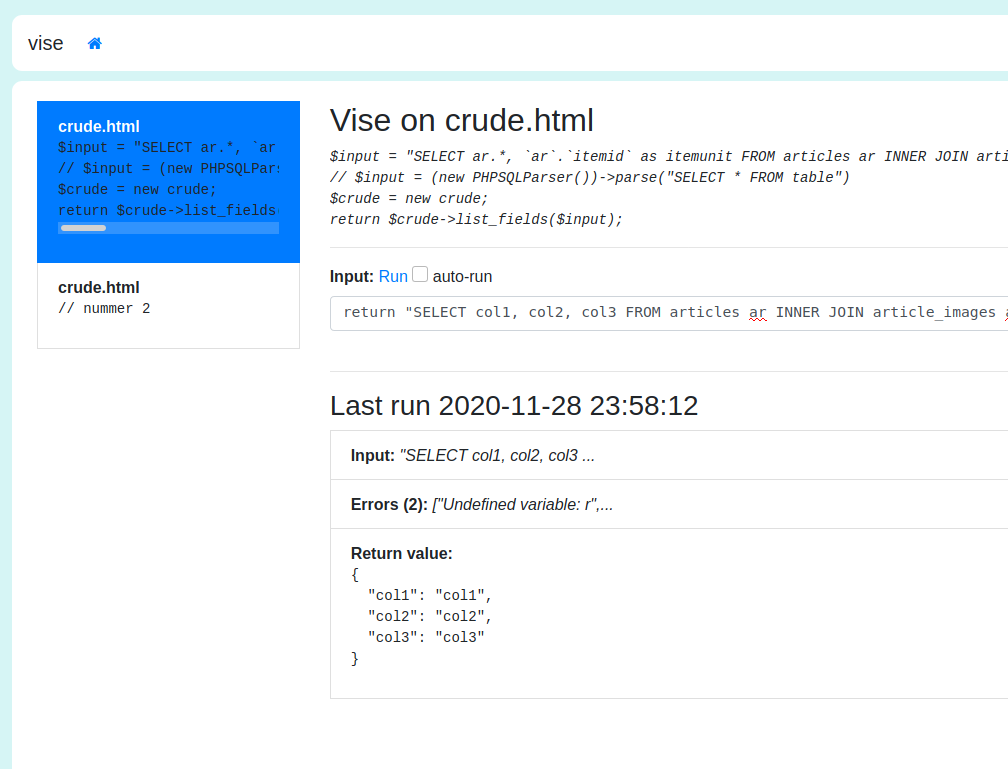 vise
crude.html
$input = "SELECT ar.*, `ar
// $input = (new PHPSQLPar
$crude = new crude;
return $crude->list_fields
crude.html
// nummer 2
Vise on crude.html
$input = "SELECT ar.*, `ar`.`itemid` as itemunit FROM articles ar INNER JOIN arti
// $input = (new PHPSQLParser())->parse("SELECT * FROM table")
$crude = new crude;
return $crude->list_fields($input);
Input: Run auto-run
return "SELECT col1, col2, col3 FROM articles ar INNER JOIN article_images
Last run 2020-11-28 23:58:12
Input: "SELECT col1, col2, col3 ...
Errors (2): ["Undefined variable: r",...
Return value:
{
"col1": "col1",
"col2": "col2",
"col3": "col3"
}